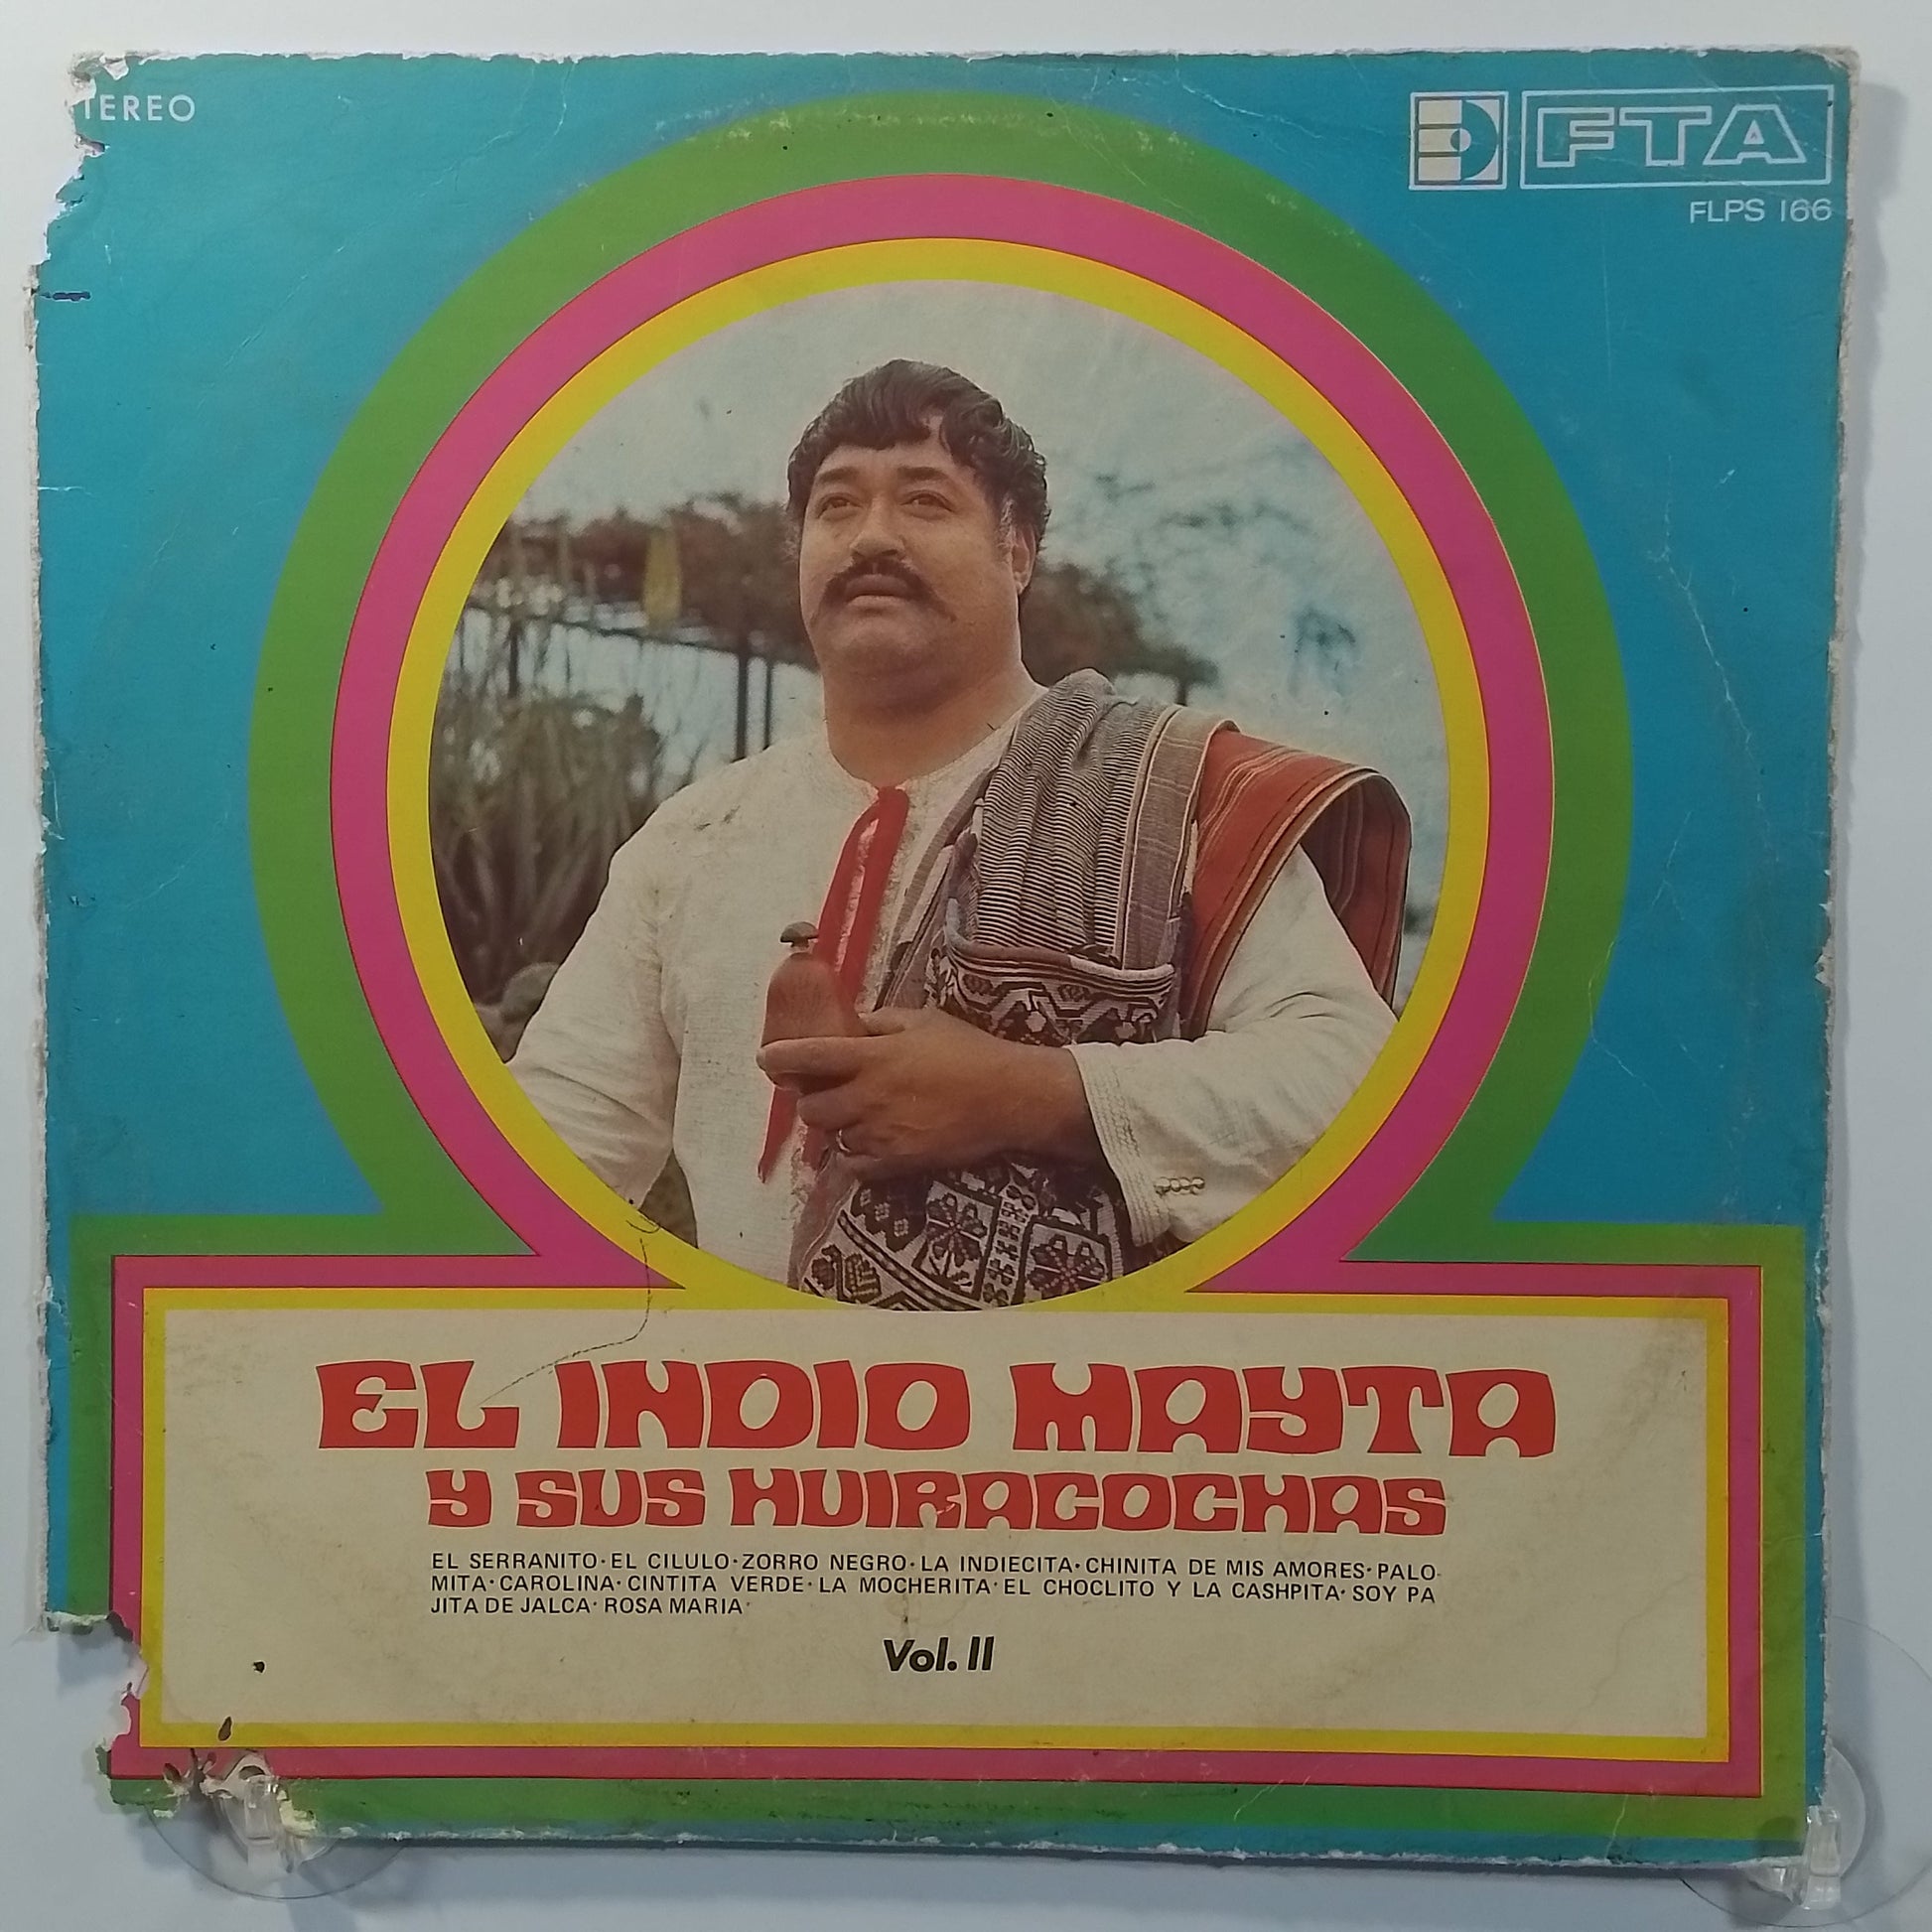 TEREO
FTA
FLPS 166
EL INDIO MAYTA
Y SUS HUIRACOCHAS
EL SERRANITO·EL CILULO·ZORRO NEGRO·LA INDIECITA·CHINITA DE MIS AMORES·PALO-
MITA·CAROLINA·CINTITA VERDE·LA MOCHERITA·EL CHOCLITO Y LA CASHPITA·SOY PA
JITA DE JALCA·ROSA MARIA·
Vol. II